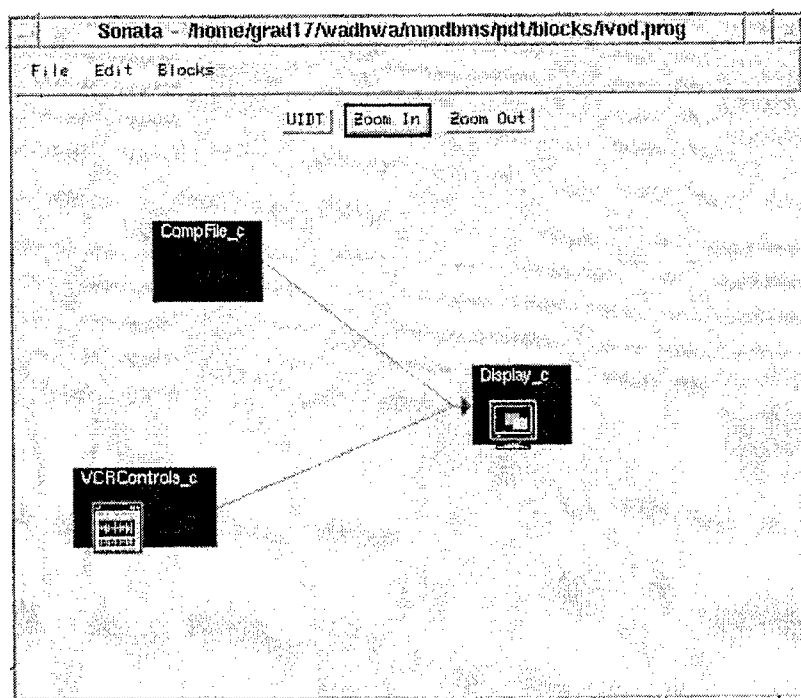 Sonata - /home/grad17/wadhwa/mmdbms/pdt/blocks/ivod.prog
File Edit Blocks
UIDT Zoom In Zoom Out
CompFile_c
Display_c
VCRControls_c